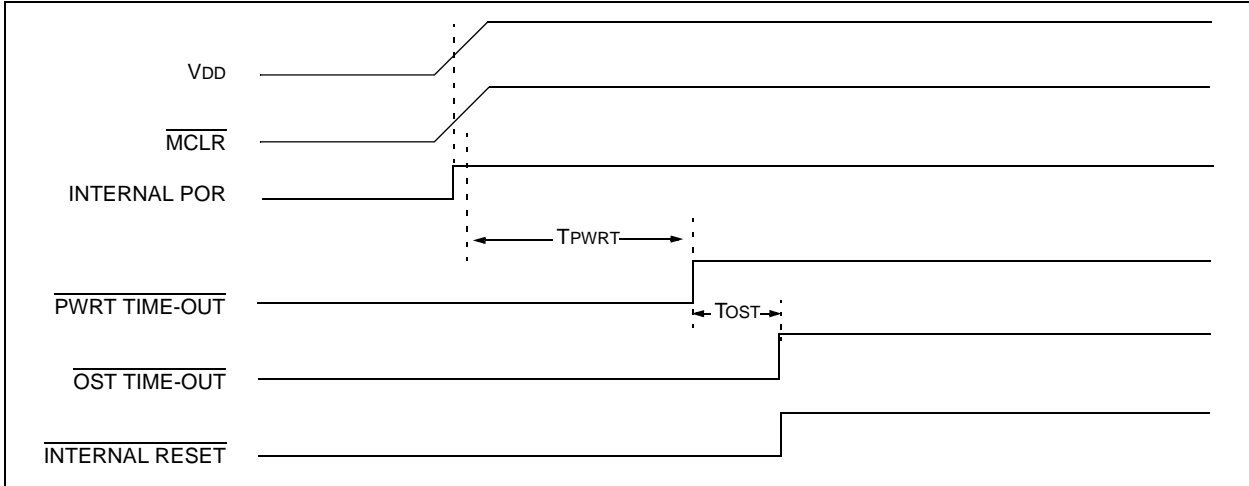 VDD
MCLR
INTERNAL POR
TPWRT
PWRT TIME-OUT
TOST
OST TIME-OUT
INTERNAL RESET